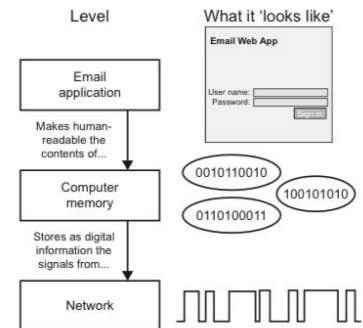 Level
What it ‘looks like’
Email Web App
Email
application
User name:
Password:
Sign in
Makes human-
readable the
contents of...
0010110010
Computer
memory
100101010
0110100011
Stores as digital
information the
signals from...
Network